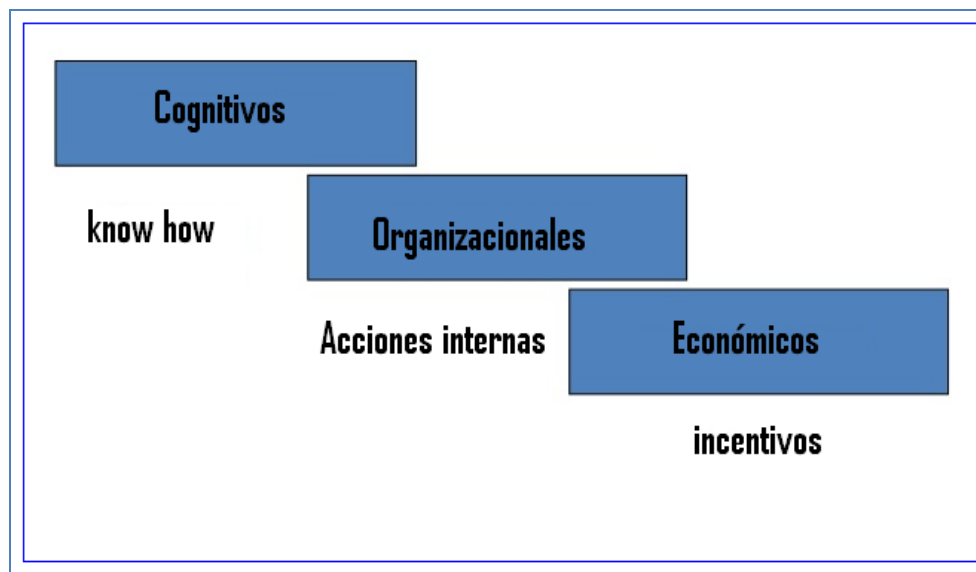 Cognitivos
know how
Organizacionales
Acciones internas
Económicos
incentivos